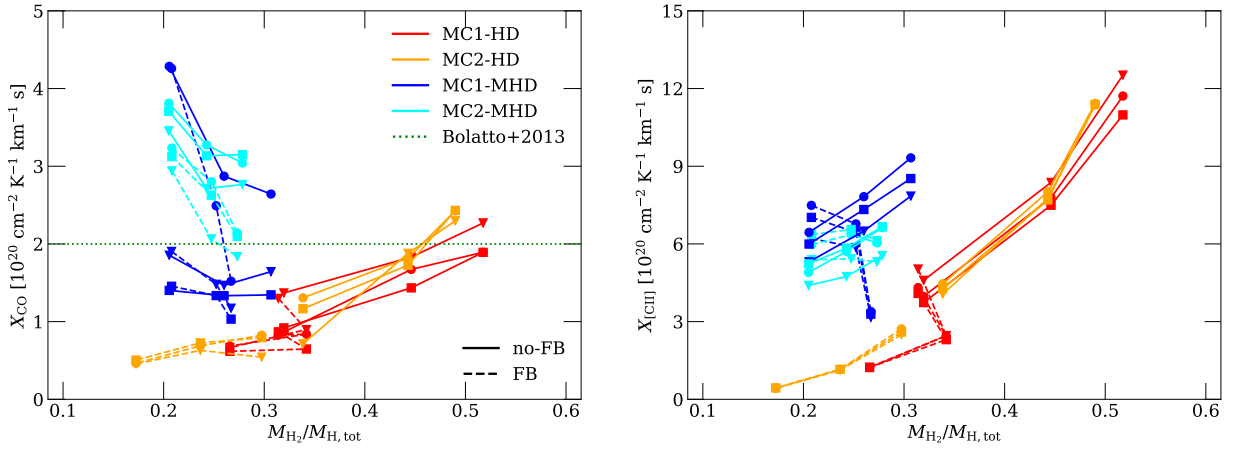 5
4
3
2
1
0
0.1 0.2 0.3 0.4 0.5 0.6
X_CO [10^20 cm^−2 K^−1 km^−1 s]
M_H₂/M_H, tot
MC1-HD
MC2-HD
MC1-MHD
MC2-MHD
Bolatto+2013
no-FB
FB
15
12
9
6
3
0
0.1 0.2 0.3 0.4 0.5 0.6
X_[CII] [10^20 cm^−2 K^−1 km^−1 s]
M_H₂/M_H, tot